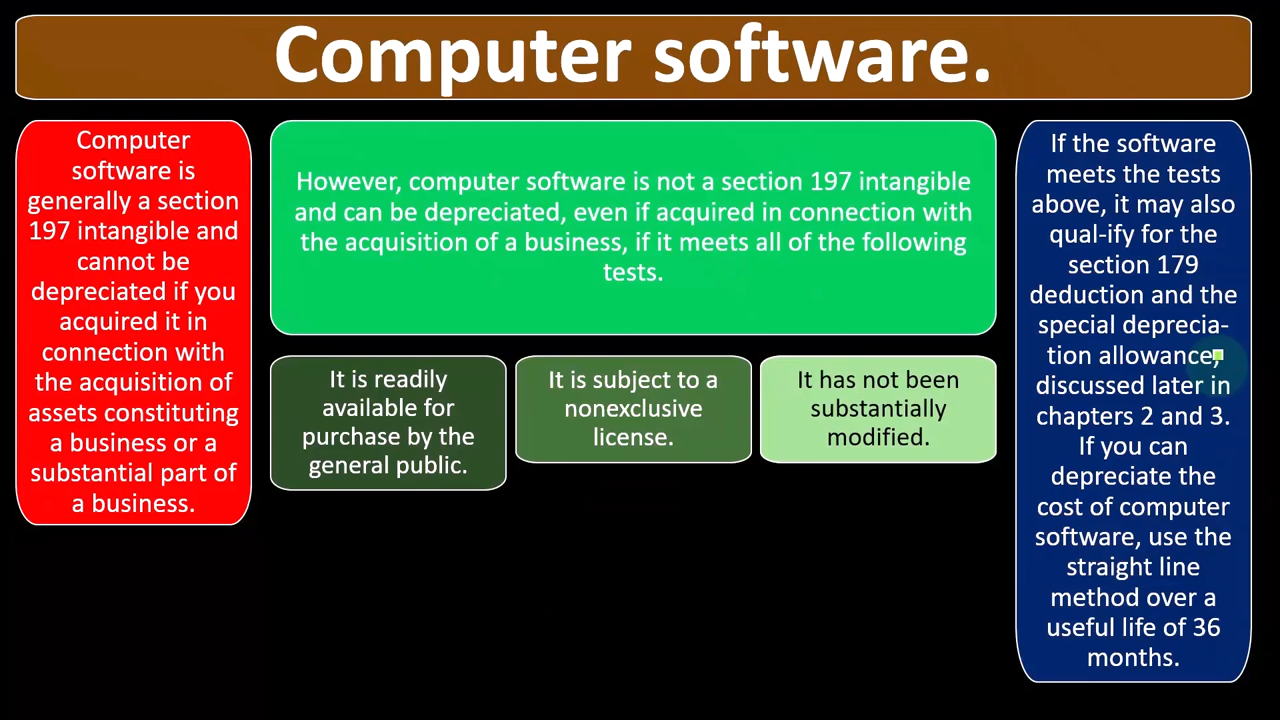 Computer software.
Computer
software is
generally a section
197 intangible and
cannot be
depreciated if you
acquired it in
connection with
the acquisition of
assets constituting
a business or a
substantial part of
a business.
However, computer software is not a section 197 intangible
and can be depreciated, even if acquired in connection with
the acquisition of a business, if it meets all of the following
tests.
It is readily
available for
purchase by the
general public.
It is subject to a
nonexclusive
license.
It has not been
substantially
modified.
If the software
meets the tests
above, it may also
qual-ify for the
section 179
deduction and the
special deprecia-
tion allowance,
discussed later in
chapters 2 and 3.
If you can
depreciate the
cost of computer
software, use the
straight line
method over a
useful life of 36
months.